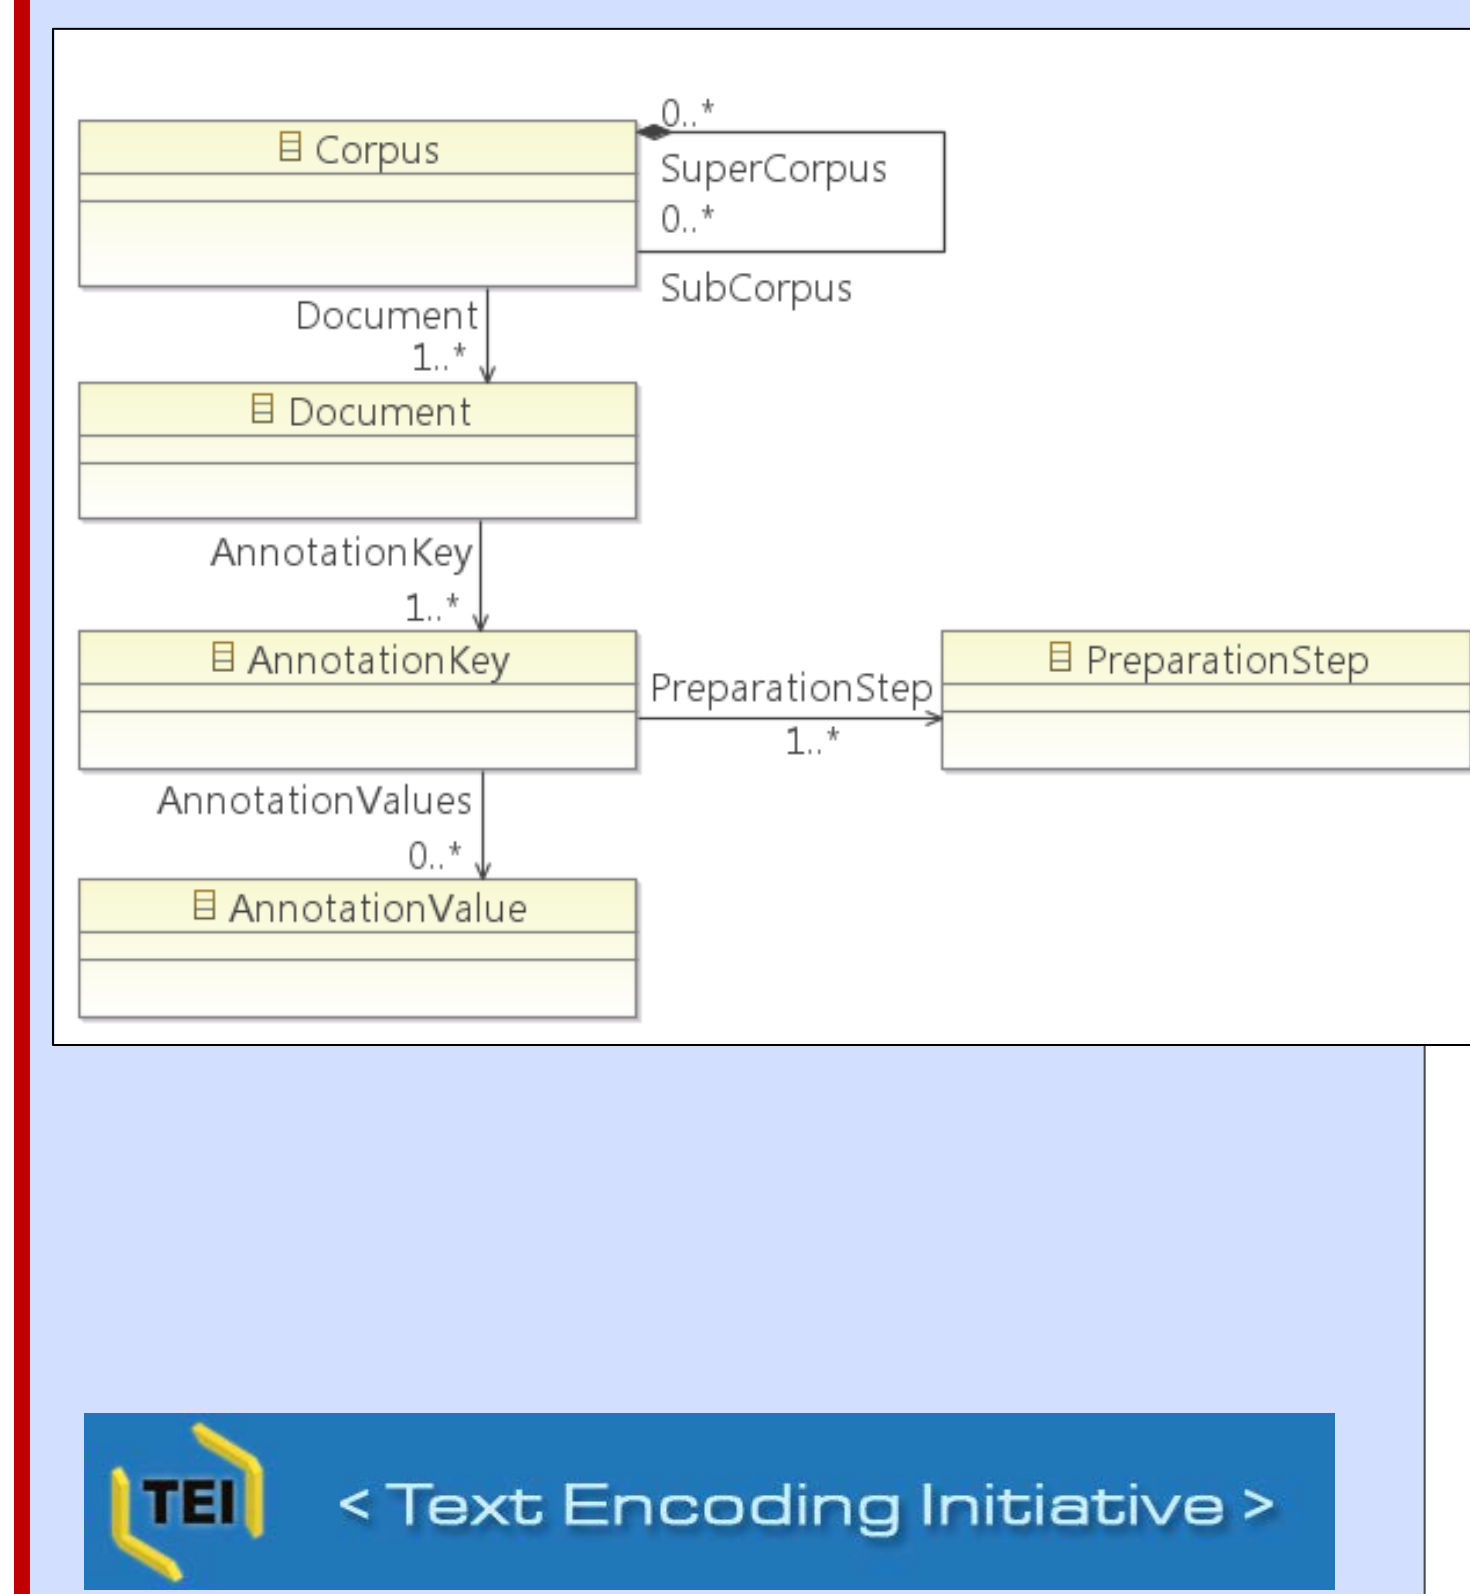 0..*
Corpus
SuperCorpus
0..*
SubCorpus
Document
1..*
Document
AnnotationKey
1..*
AnnotationKey
PreparationStep
1..*
PreparationStep
AnnotationValues
0..*
AnnotationValue
TEI
< Text Encoding Initiative >